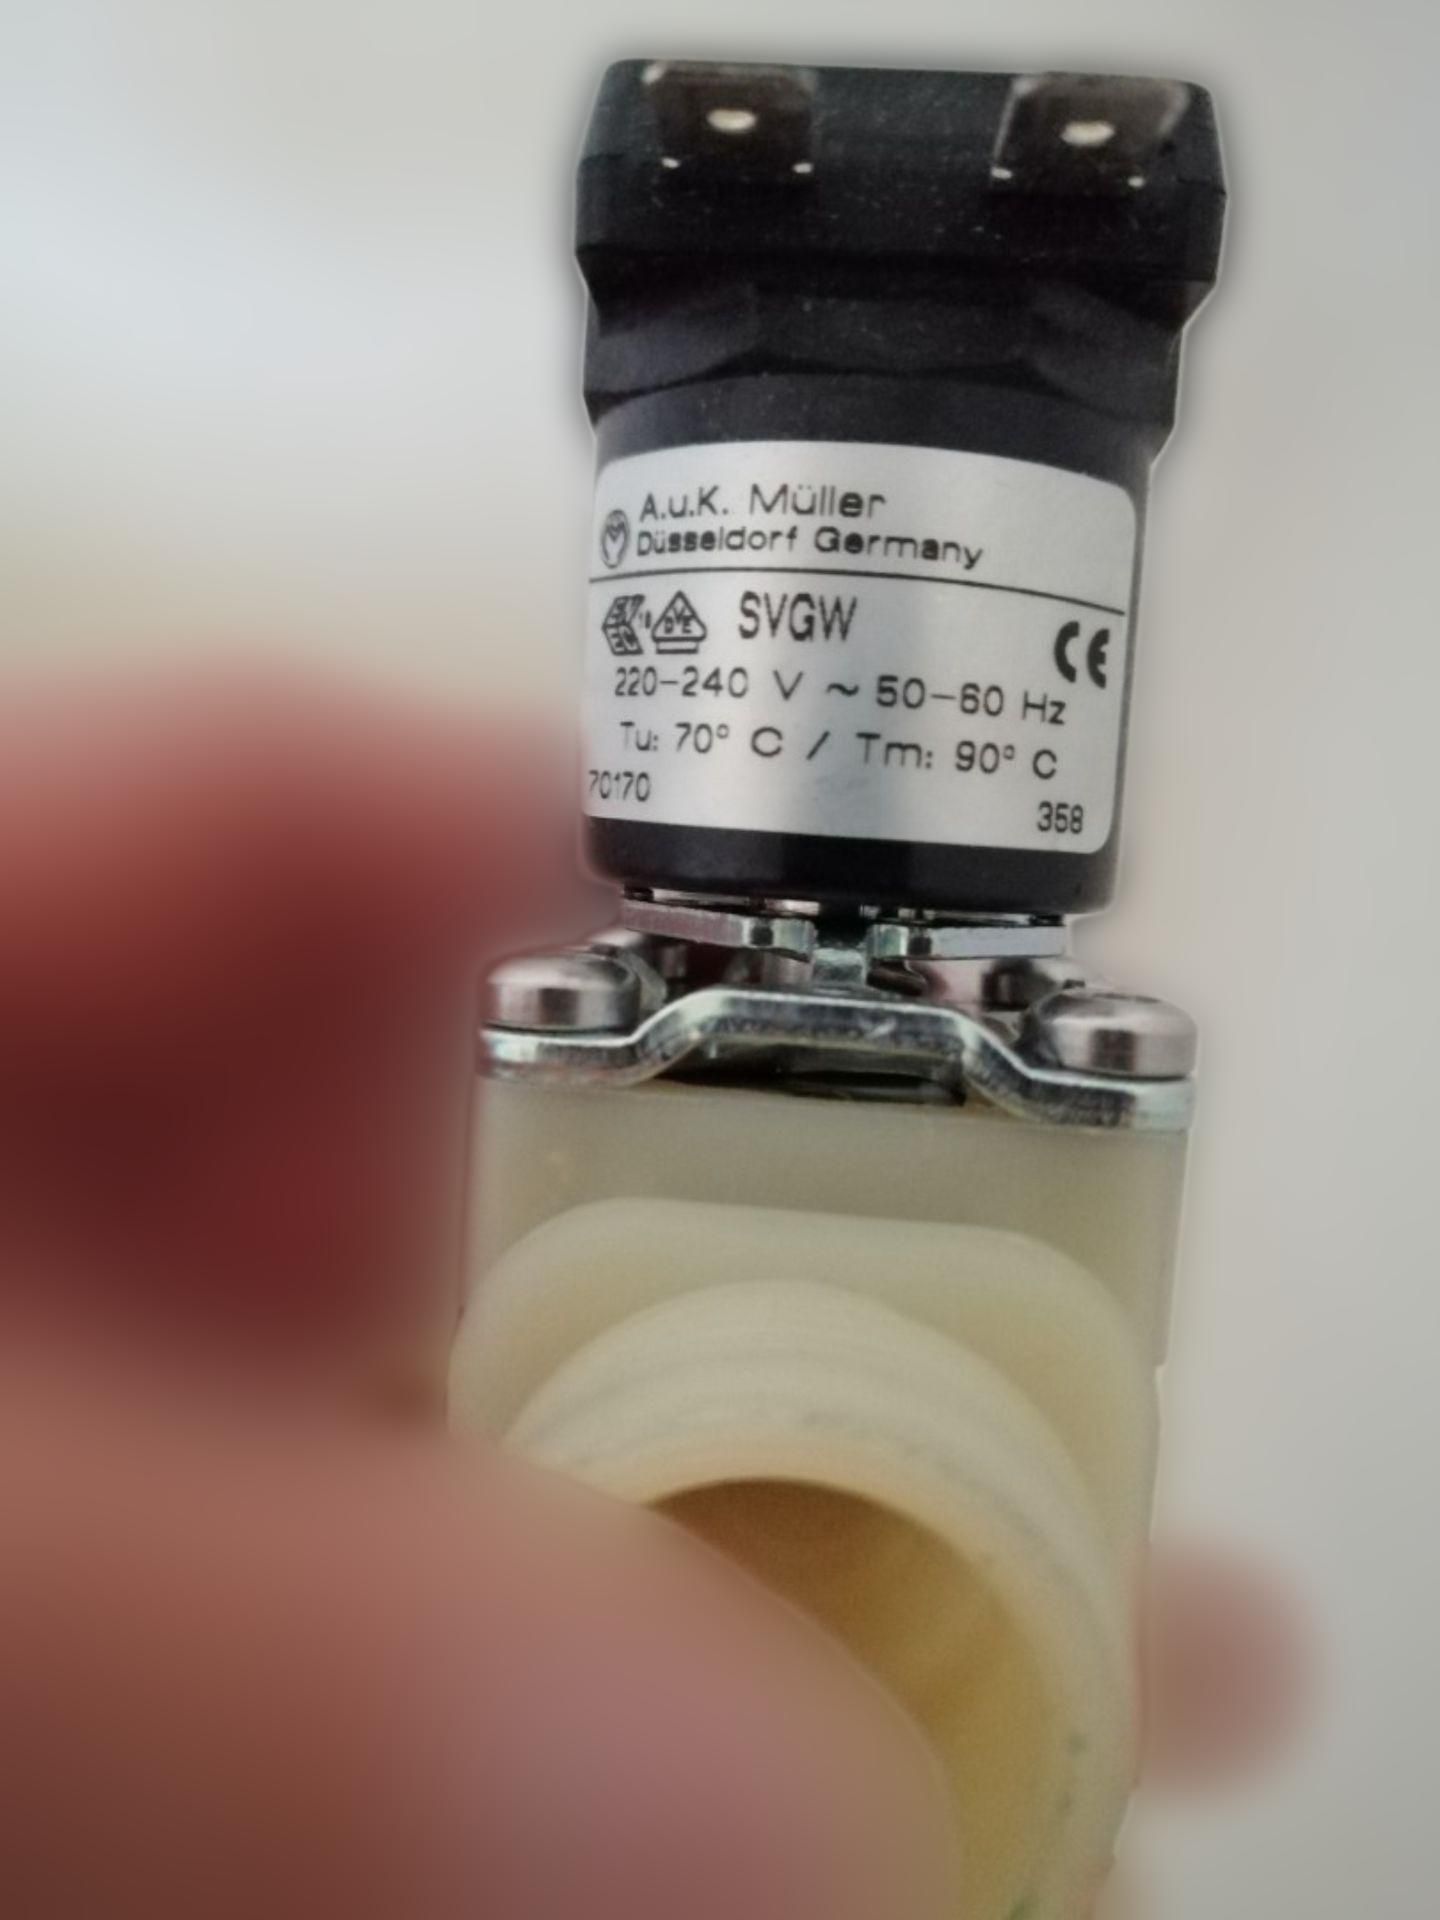 A.u.K. Müller
Düsseldorf Germany
SVGW
CE
220-240 V ~ 50-60 Hz
Tu: 70° C / Tm: 90° C
70170
358